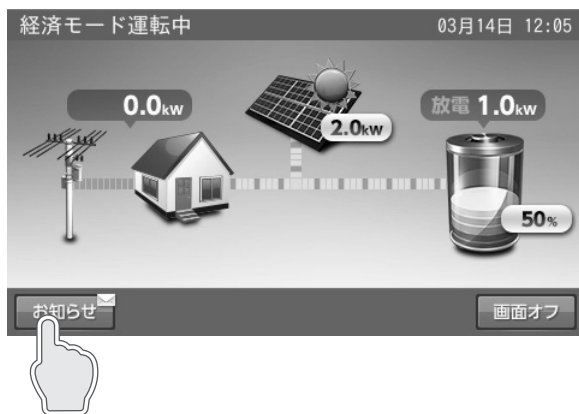 経済モード運転中
03月14日 12:05
0.0kw
2.0kw
放電 1.0kw
50%
お知らせ
画面オフ